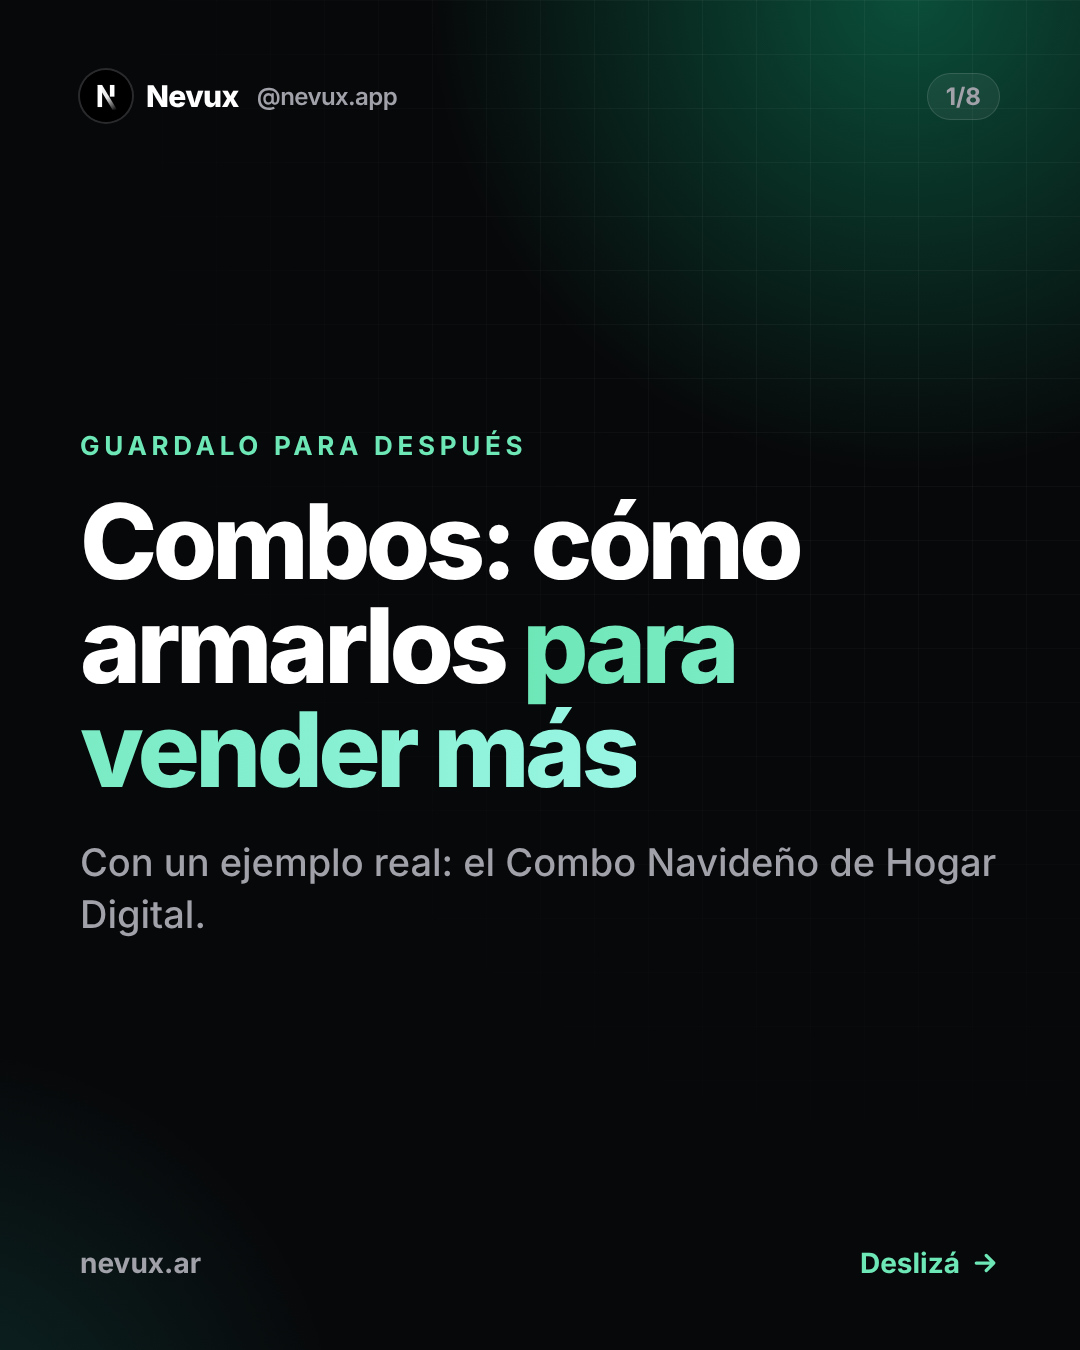 N Nevux @nevux.app 1/8
GUARDALO PARA DESPUÉS
Combos: cómo
armarlos para
vender más
Con un ejemplo real: el Combo Navideño de Hogar
Digital.
nevux.ar Deslizá →